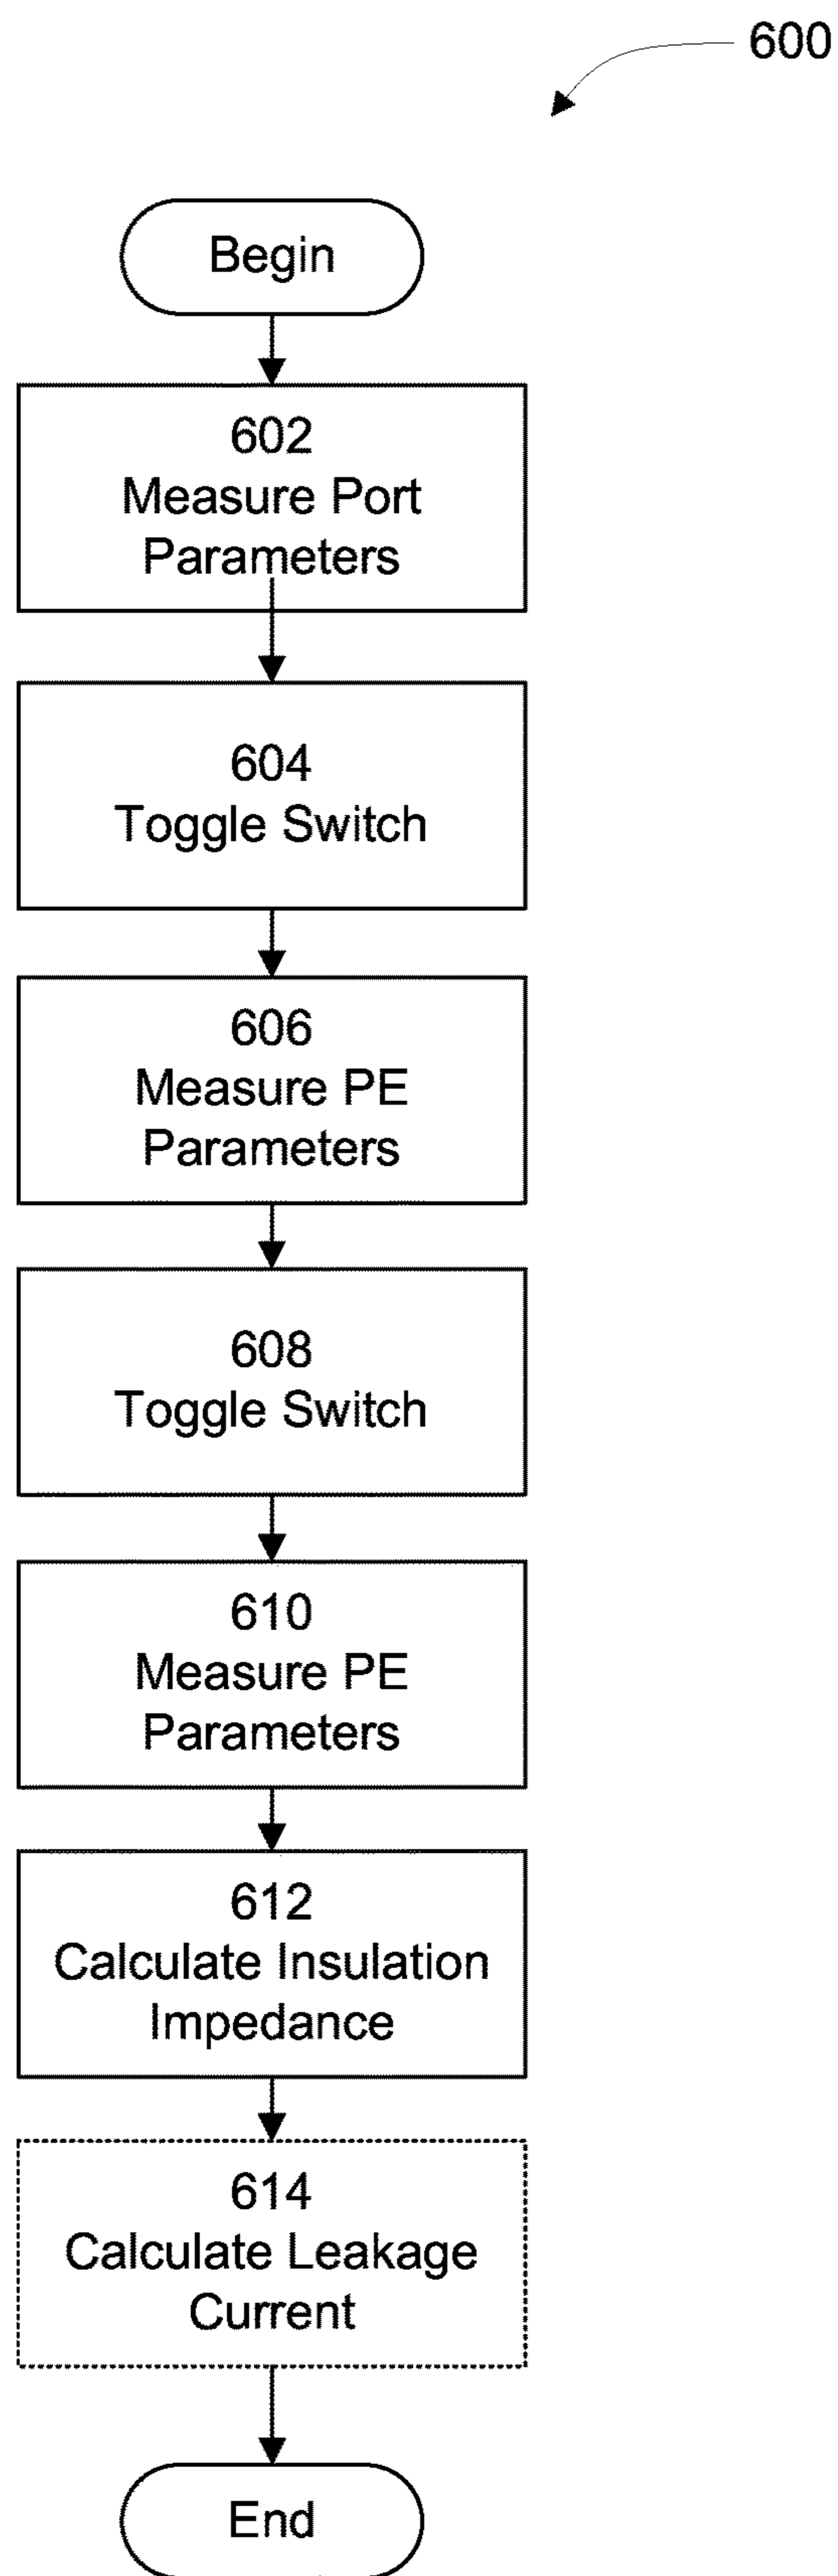 600
Begin
602
Measure Port
Parameters
604
Toggle Switch
606
Measure PE
Parameters
608
Toggle Switch
610
Measure PE
Parameters
612
Calculate Insulation
Impedance
614
Calculate Leakage
Current
End